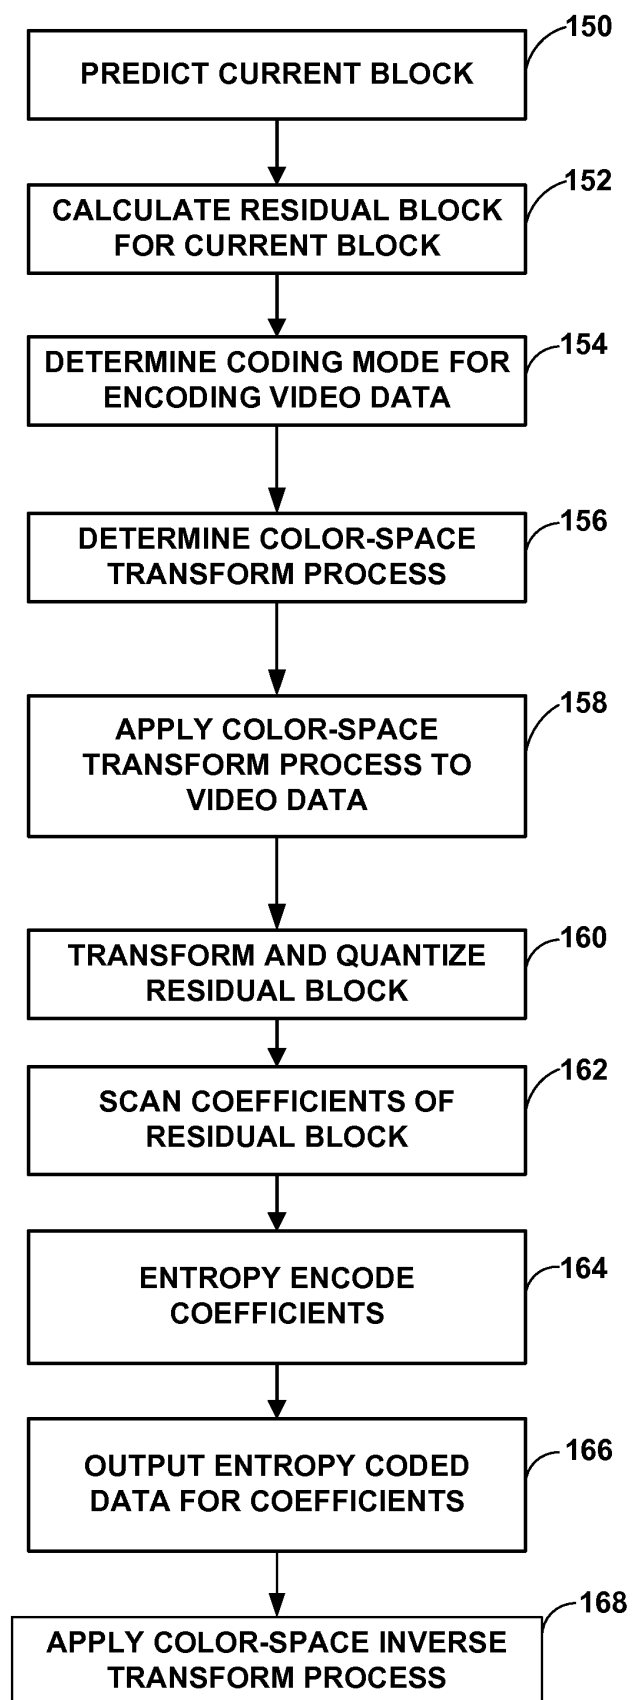 150
PREDICT CURRENT BLOCK
152
CALCULATE RESIDUAL BLOCK
FOR CURRENT BLOCK
154
DETERMINE CODING MODE FOR
ENCODING VIDEO DATA
156
DETERMINE COLOR-SPACE
TRANSFORM PROCESS
158
APPLY COLOR-SPACE
TRANSFORM PROCESS TO
VIDEO DATA
160
TRANSFORM AND QUANTIZE
RESIDUAL BLOCK
162
SCAN COEFFICIENTS OF
RESIDUAL BLOCK
164
ENTROPY ENCODE
COEFFICIENTS
166
OUTPUT ENTROPY CODED
DATA FOR COEFFICIENTS
168
APPLY COLOR-SPACE INVERSE
TRANSFORM PROCESS